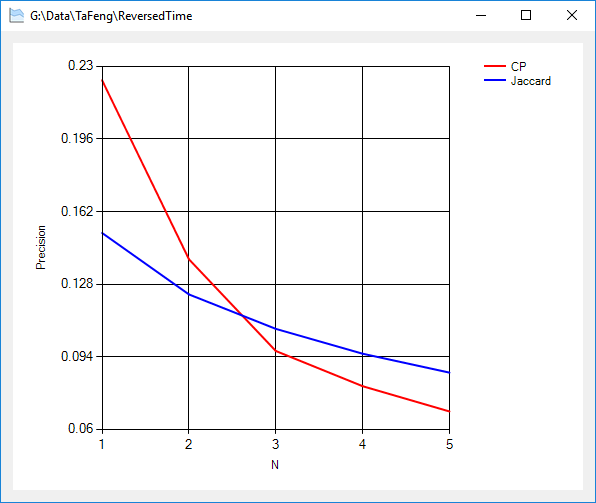 G:\Data\TaFeng\ReversedTime
CP
Jaccard
0.23
0.196
0.162
0.128
0.094
0.06
Precision
1 2 3 4 5
N